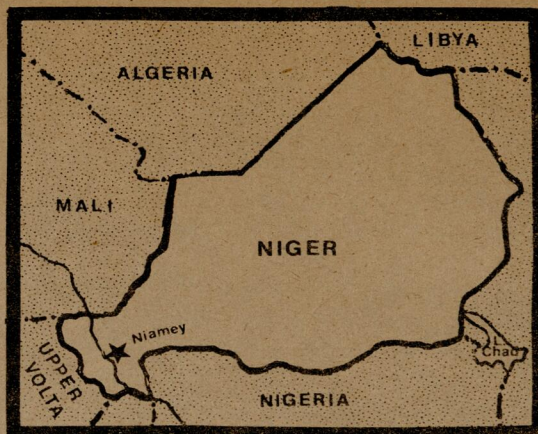 LIBYA
ALGERIA
MALI
NIGER
Niamey
L.
Chad
UPPER
VOLTA
NIGERIA